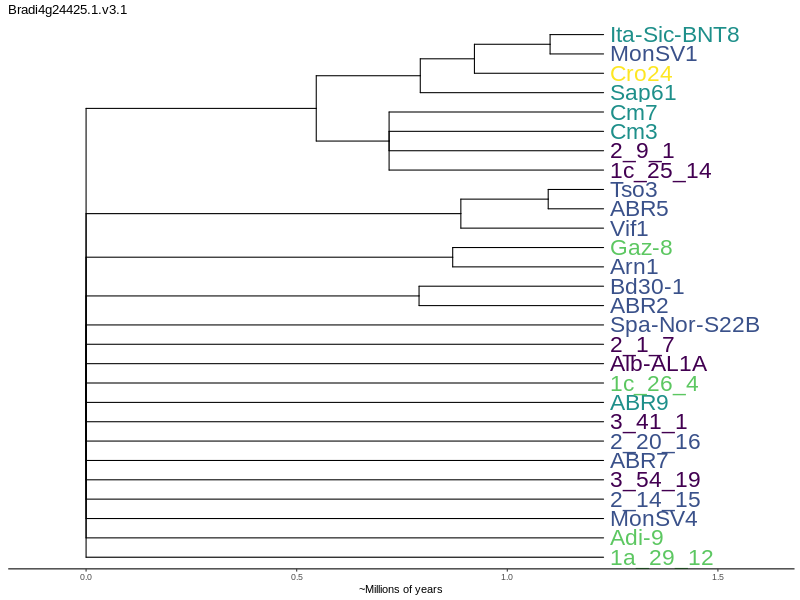 Bradi4g24425.1.v3.1
Ita-Sic-BNT8
MonSV1
Cro24
Sap61
Cm7
Cm3
2_9_1
1c_25_14
Tso3
ABR5
Vif1
Gaz-8
Arn1
Bd30-1
ABR2
Spa-Nor-S22B
2_1_7
Alb-AL1A
1c_26_4
ABR9
3_41_1
2_20_16
ABR7
3_54_19
2_14_15
MonSV4
Adi-9
1a_29_12
0.0 0.5 1.0 1.5
~Millions of years